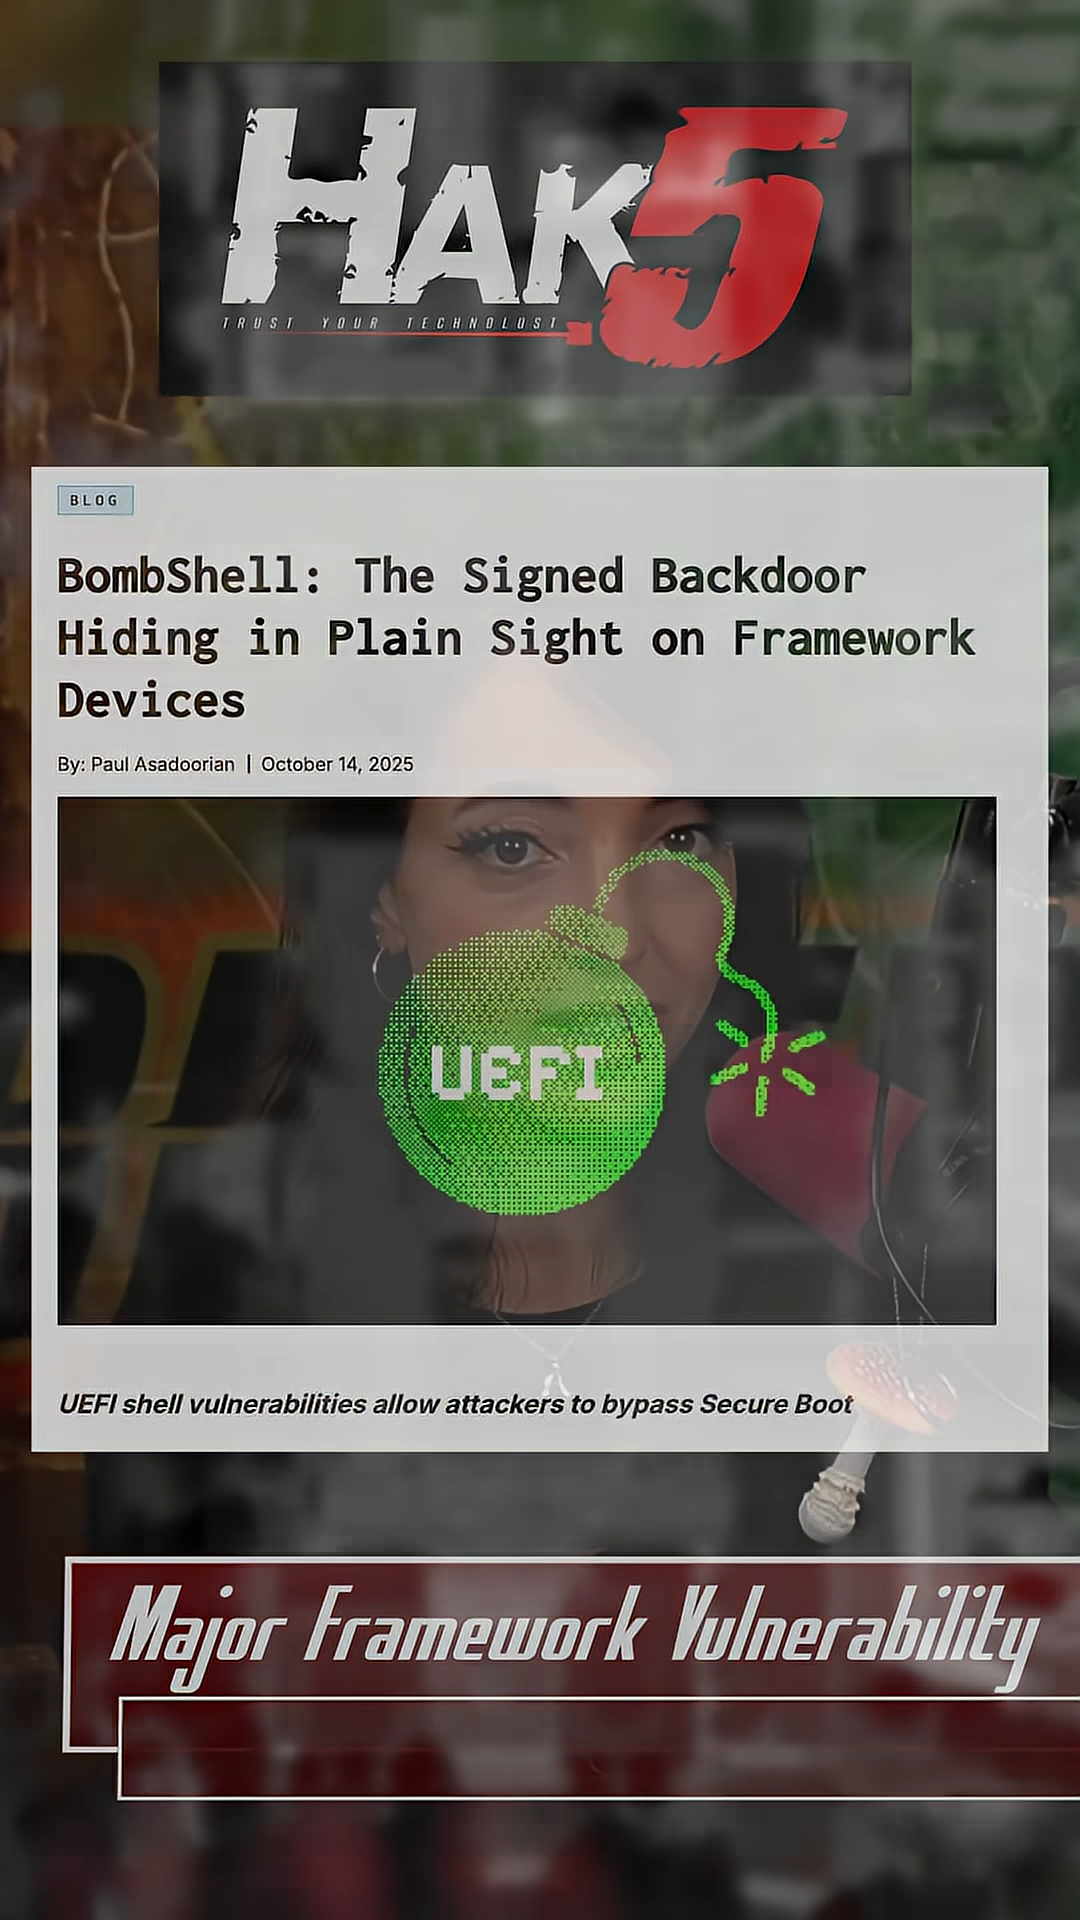 HAK5
TRUST YOUR TECHNOLUST
BLOG
BombShell: The Signed Backdoor
Hiding in Plain Sight on Framework
Devices
By: Paul Asadoorian | October 14, 2025
UEFI
UEFI shell vulnerabilities allow attackers to bypass Secure Boot
Major Framework Vulnerability